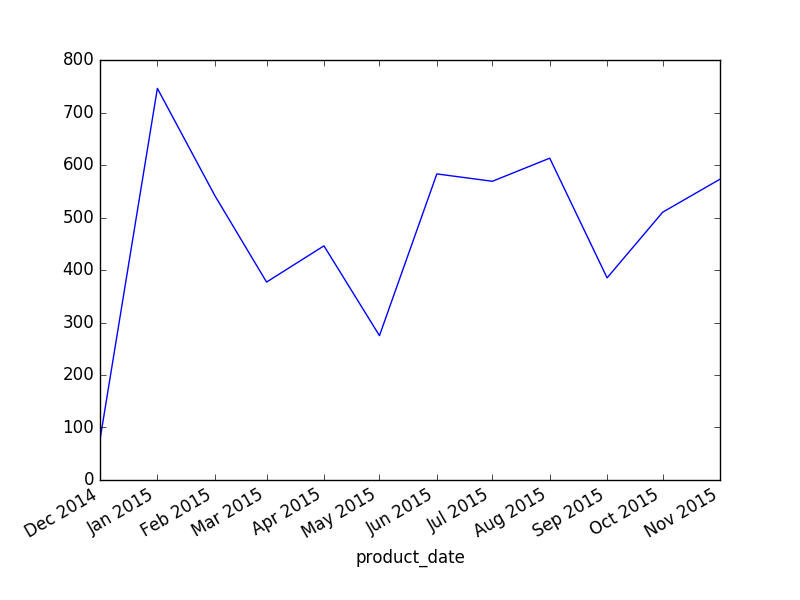 800
700
600
500
400
300
200
100
0
Dec 2014
Jan 2015
Feb 2015
Mar 2015
Apr 2015
May 2015
Jun 2015
Jul 2015
Aug 2015
Sep 2015
Oct 2015
Nov 2015
product_date